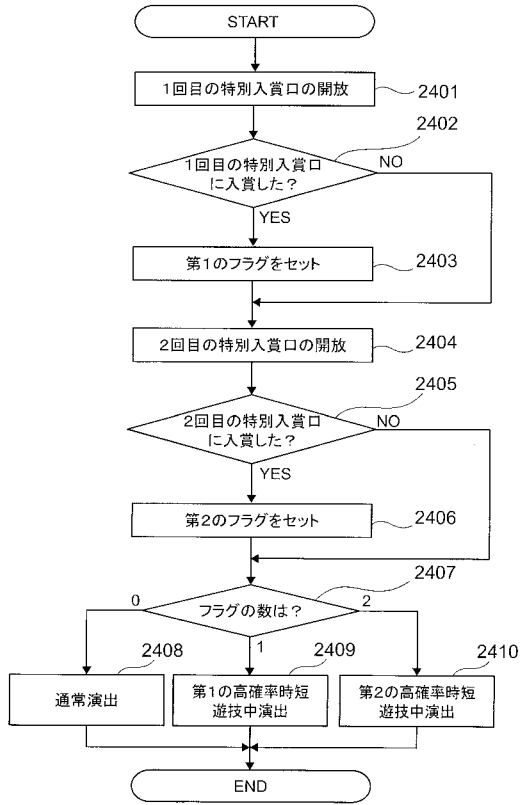 START
1回目の特別入賞口の開放
2401
2402
1回目の特別入賞口
に入賞した？
NO
YES
第1のフラグをセット
2403
2回目の特別入賞口の開放
2404
2405
2回目の特別入賞口
に入賞した？
NO
YES
第2のフラグをセット
2406
2407
0
フラグの数は？
2
1
2408
2409
2410
通常演出
第1の高確率時短
遊技中演出
第2の高確率時短
遊技中演出
END